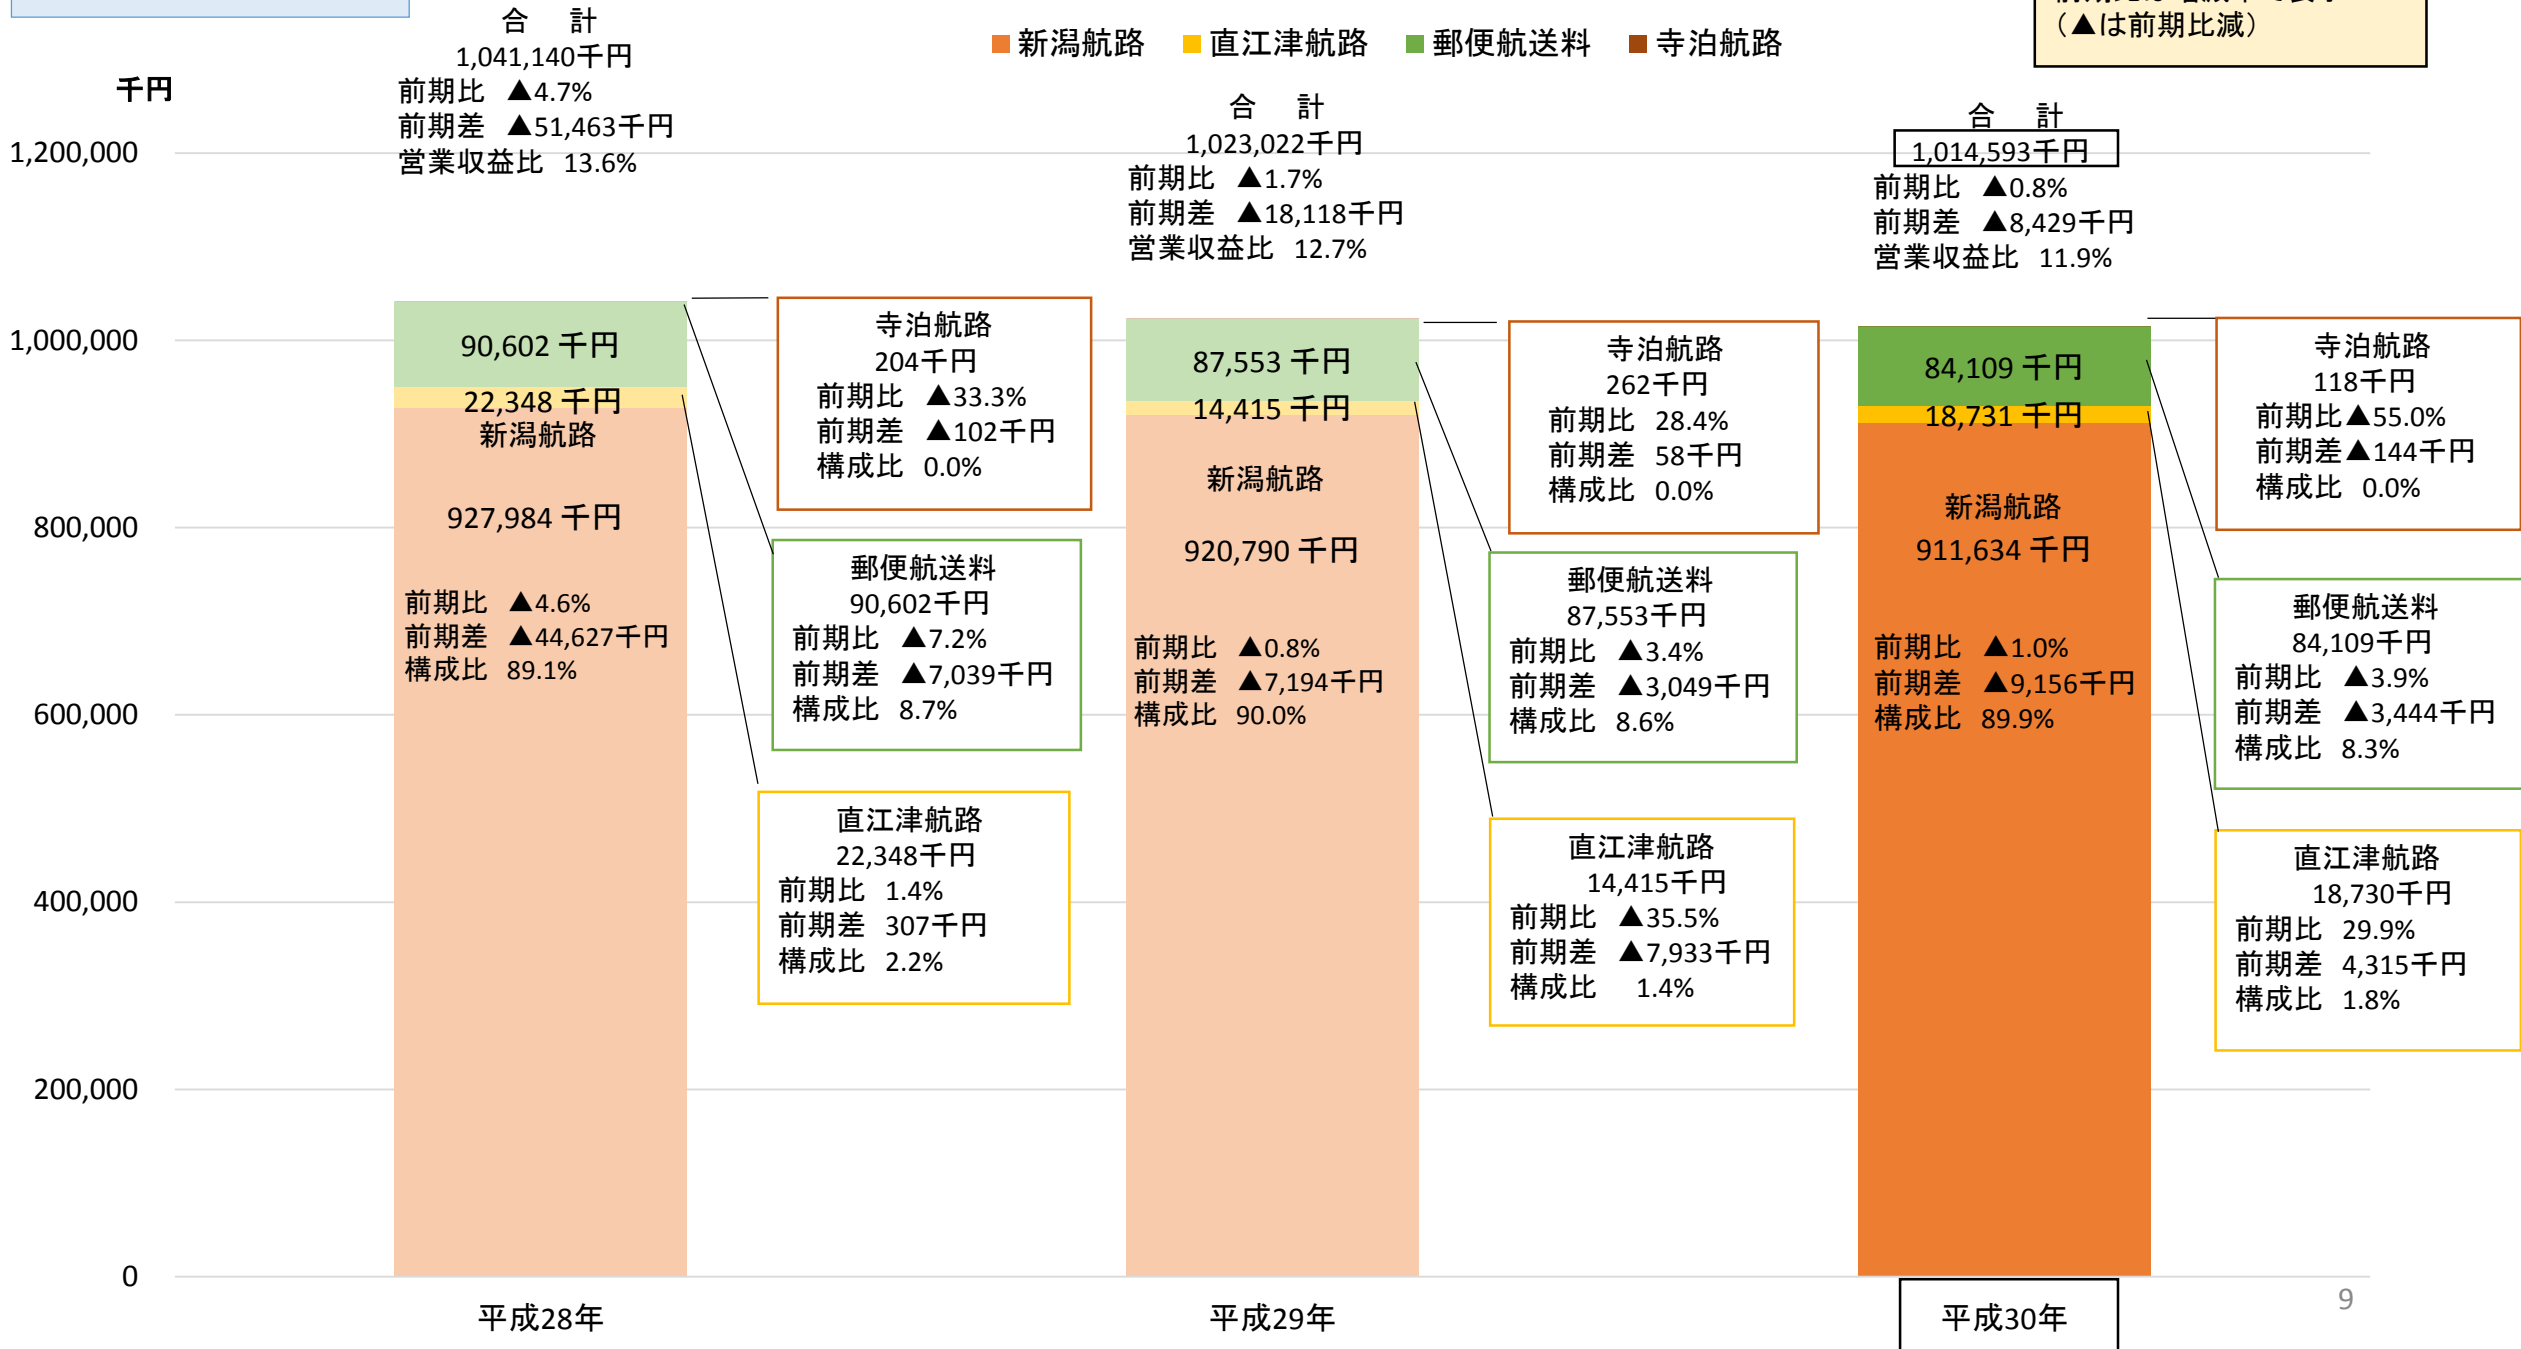 （▲は前期比減）
新潟航路 直江津航路 郵便航送料 寺泊航路
千円
1,200,000
1,000,000
800,000
600,000
400,000
200,000
0
合　計
1,041,140千円
前期比 ▲4.7%
前期差 ▲51,463千円
営業収益比 13.6%
90,602 千円
22,348 千円
新潟航路
927,984 千円
前期比 ▲4.6%
前期差 ▲44,627千円
構成比 89.1%
寺泊航路
204千円
前期比 ▲33.3%
前期差 ▲102千円
構成比 0.0%
郵便航送料
90,602千円
前期比 ▲7.2%
前期差 ▲7,039千円
構成比 8.7%
直江津航路
22,348千円
前期比 1.4%
前期差 307千円
構成比 2.2%
平成28年
合　計
1,023,022千円
前期比 ▲1.7%
前期差 ▲18,118千円
営業収益比 12.7%
87,553 千円
14,415 千円
新潟航路
920,790 千円
前期比 ▲0.8%
前期差 ▲7,194千円
構成比 90.0%
寺泊航路
262千円
前期比 28.4%
前期差 58千円
構成比 0.0%
郵便航送料
87,553千円
前期比 ▲3.4%
前期差 ▲3,049千円
構成比 8.6%
直江津航路
14,415千円
前期比 ▲35.5%
前期差 ▲7,933千円
構成比 1.4%
平成29年
合　計
1,014,593千円
前期比 ▲0.8%
前期差 ▲8,429千円
営業収益比 11.9%
84,109 千円
18,731 千円
新潟航路
911,634 千円
前期比 ▲1.0%
前期差 ▲9,156千円
構成比 89.9%
寺泊航路
118千円
前期比▲55.0%
前期差▲144千円
構成比 0.0%
郵便航送料
84,109千円
前期比 ▲3.9%
前期差 ▲3,444千円
構成比 8.3%
直江津航路
18,730千円
前期比 29.9%
前期差 4,315千円
構成比 1.8%
平成30年
9